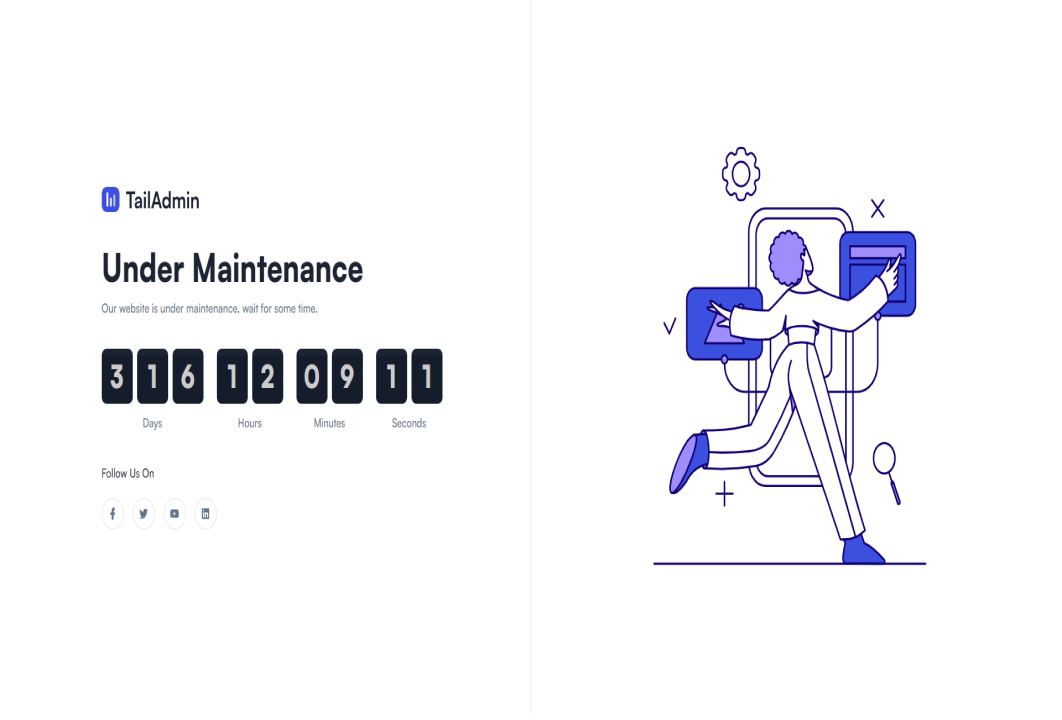 TailAdmin
Under Maintenance
Our website is under maintenance, wait for some time.
3 1 6 1 2 0 9 1 1
Days Hours Minutes Seconds
Follow Us On